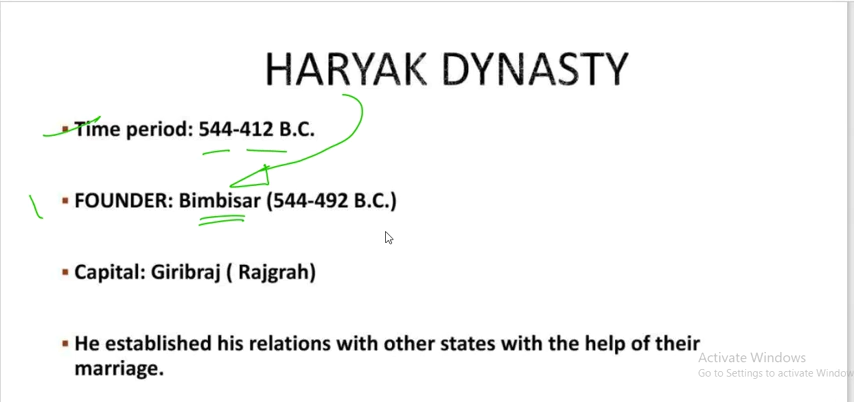 HARYAK DYNASTY
▪ Time period: 544-412 B.C.
▪ FOUNDER: Bimbisar (544-492 B.C.)
▪ Capital: Giribraj ( Rajgrah)
▪ He established his relations with other states with the help of their
marriage.
Activate Windows
Go to Settings to activate Window